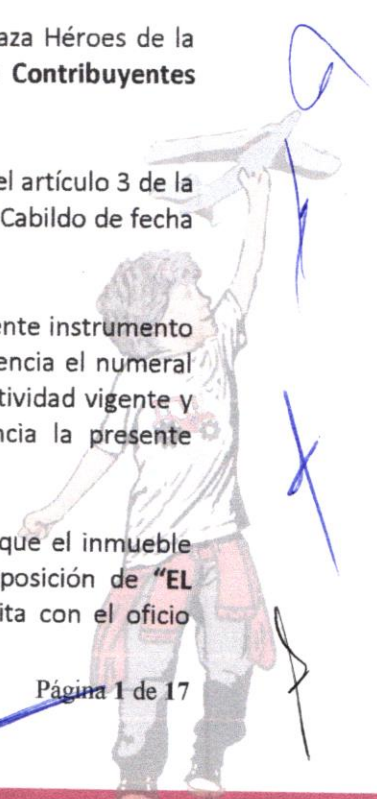 aza Héroes de la
Contribuyentes
el artículo 3 de la
Cabildo de fecha
ente instrumento
encia el numeral
tividad vigente y
ncia la presente
que el inmueble
posición de "EL
ita con el oficio
Página 1 de 17